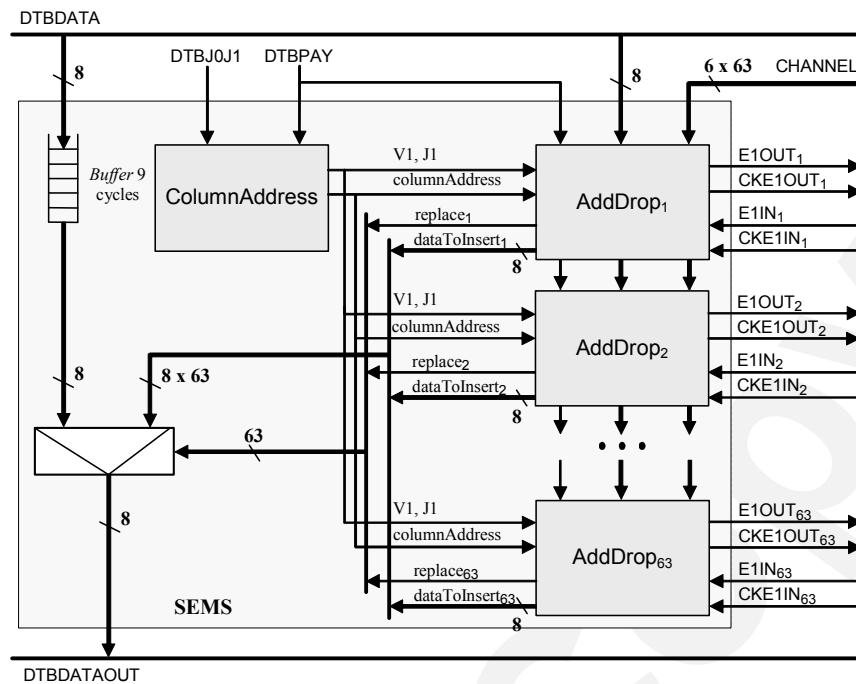 DTBDATA
DTBJ0J1
DTBPAY
6 x 63
CHANNEL
8
8
Buffer 9
cycles
ColumnAddress
V1, J1
columnAddress
replace1
dataToInsert1
8
AddDrop1
E1OUT1
CKE1OUT1
E1IN1
CKE1IN1
V1, J1
columnAddress
replace2
dataToInsert2
8
AddDrop2
E1OUT2
CKE1OUT2
E1IN2
CKE1IN2
8
8 x 63
63
8
V1, J1
columnAddress
replace63
dataToInsert63
8
AddDrop63
E1OUT63
CKE1OUT63
E1IN63
CKE1IN63
SEMS
DTBDATAOUT